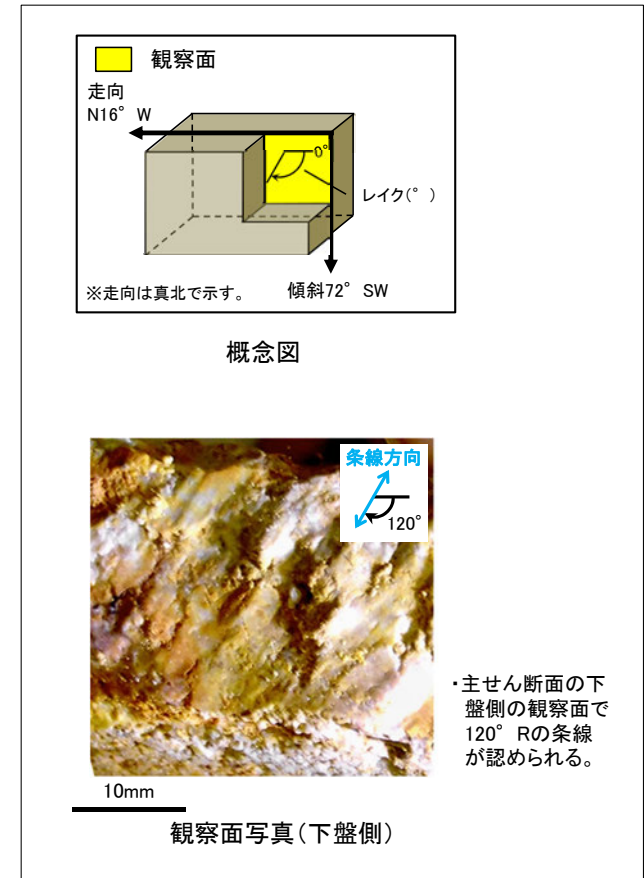 観察面
走向
N16°W
0°
レイク(°)
※走向は真北で示す。
傾斜72°SW
概念図
条線方向
120°
・主せん断面の下
盤側の観察面で
120°Rの条線
が認められる。
10mm
観察面写真(下盤側)